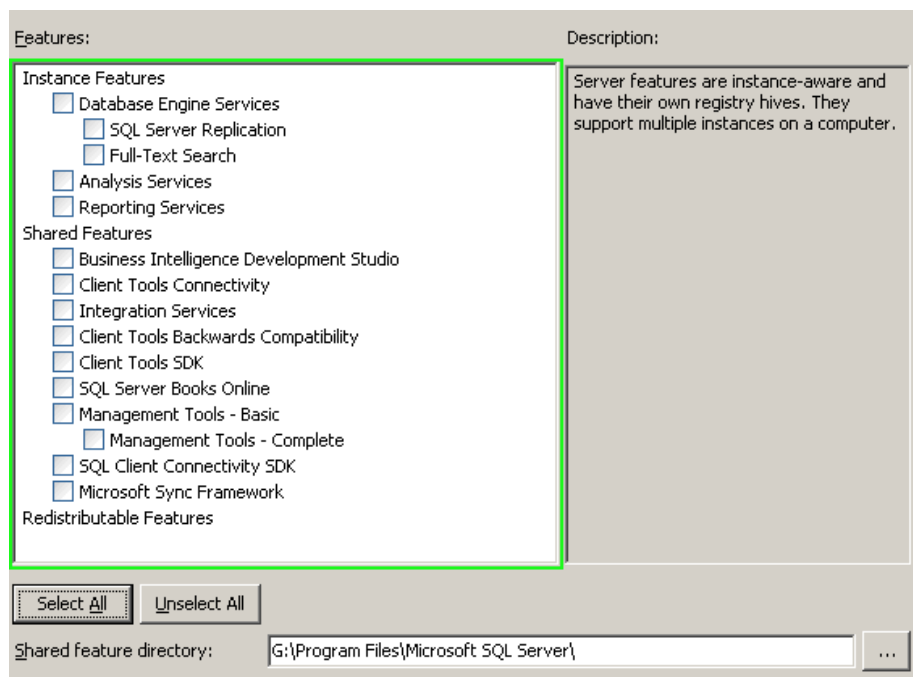 Features:
Instance Features
Database Engine Services
SQL Server Replication
Full-Text Search
Analysis Services
Reporting Services
Shared Features
Business Intelligence Development Studio
Client Tools Connectivity
Integration Services
Client Tools Backwards Compatibility
Client Tools SDK
SQL Server Books Online
Management Tools - Basic
Management Tools - Complete
SQL Client Connectivity SDK
Microsoft Sync Framework
Redistributable Features
Description:
Server features are instance-aware and
have their own registry hives. They
support multiple instances on a computer.
Select All
Unselect All
Shared feature directory:
G:\Program Files\Microsoft SQL Server\
...